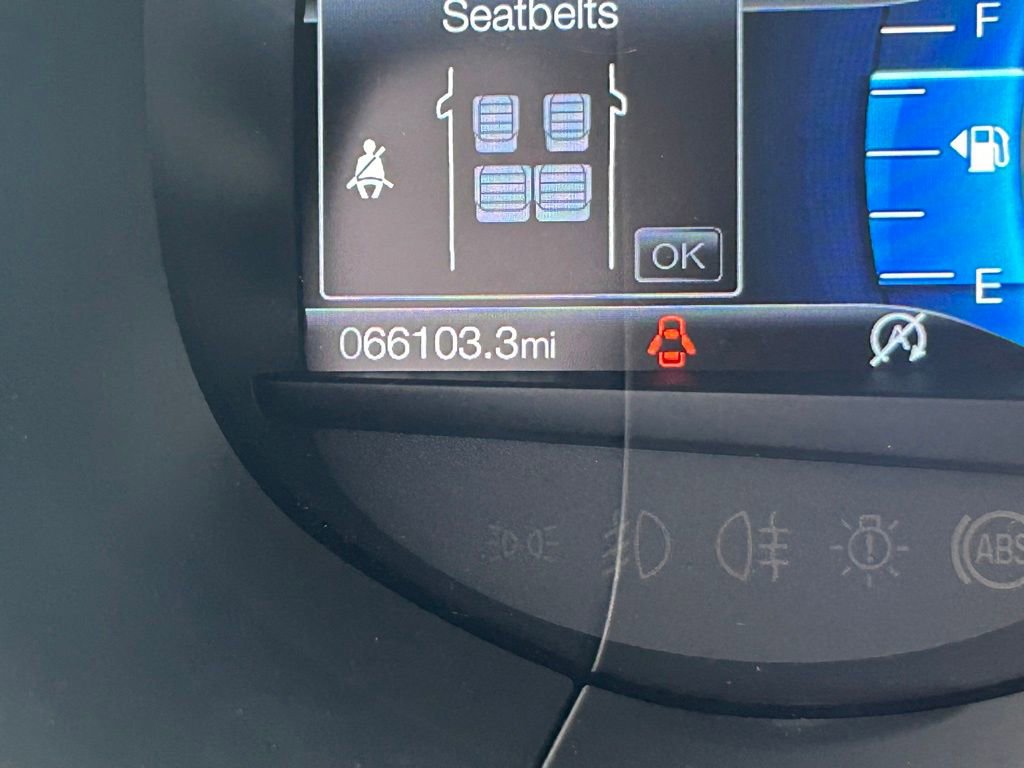 Seatbelts
F
OK
E
066103.3mi
ABS